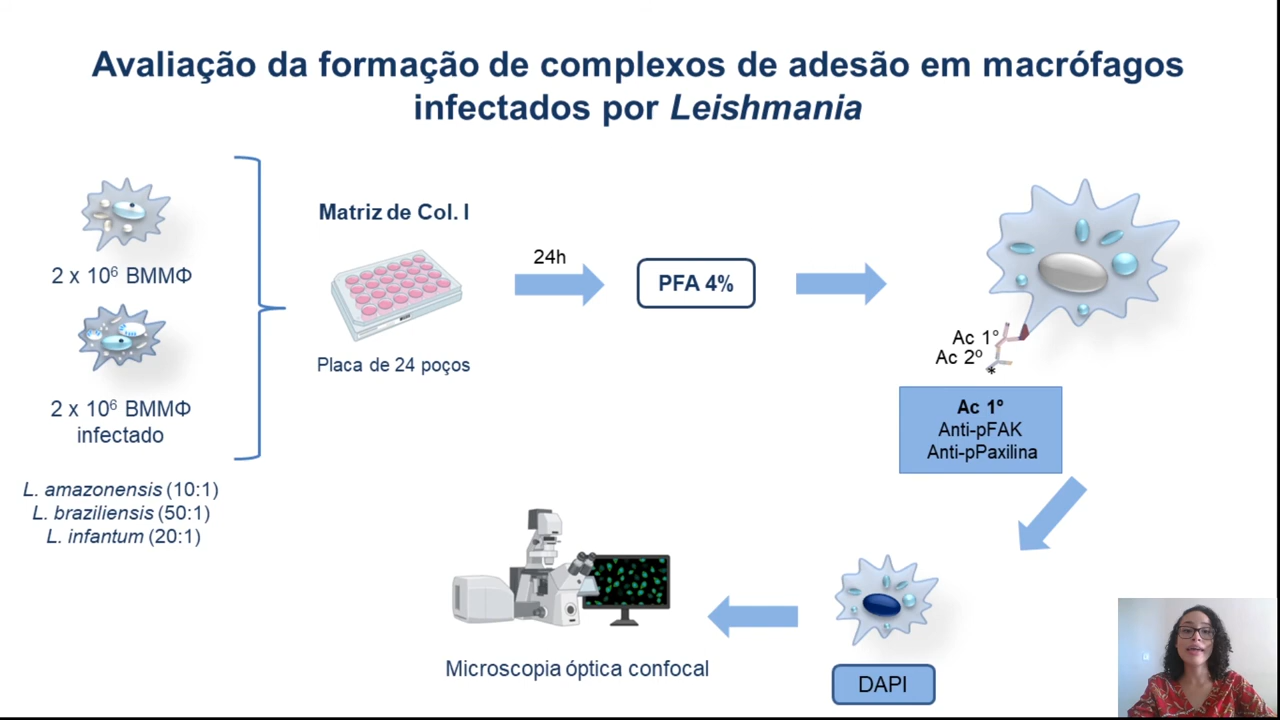 Avaliação da formação de complexos de adesão em macrófagos
infectados por Leishmania
2 x 10⁶ BMMΦ
2 x 10⁶ BMMΦ
infectado
L. amazonensis (10:1)
L. braziliensis (50:1)
L. infantum (20:1)
Matriz de Col. I
Placa de 24 poços
24h
PFA 4%
Ac 1°
Ac 2º
*
Ac 1º
Anti-pFAK
Anti-pPaxilina
DAPI
Microscopia óptica confocal